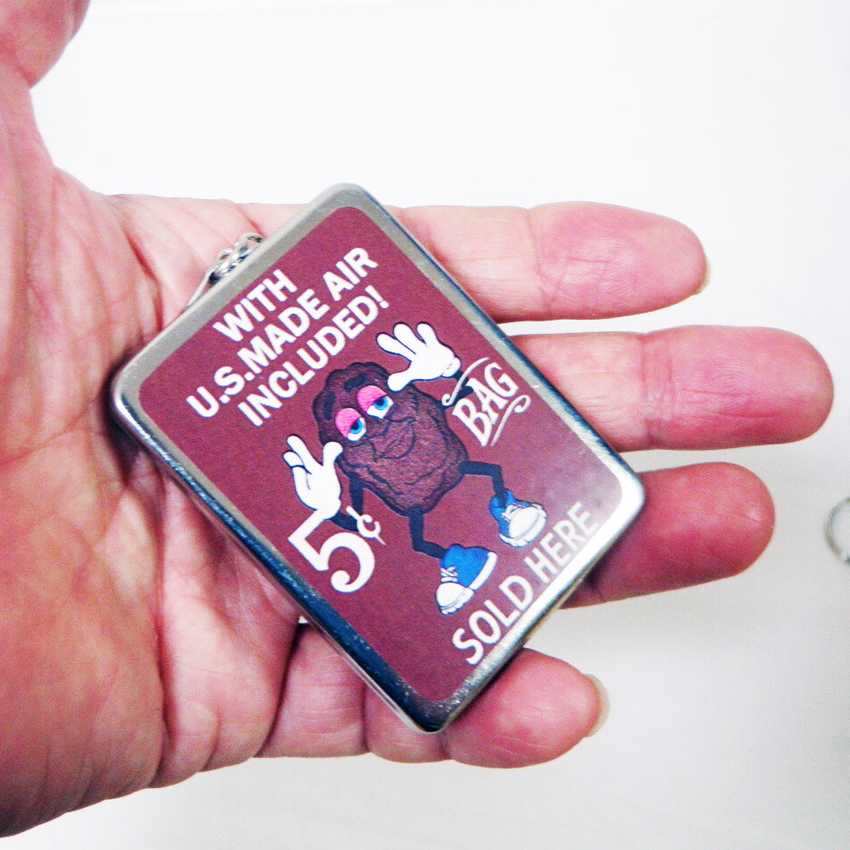 WITH
U.S.MADE AIR
INCLUDED!
BAG
5¢
SOLD HERE